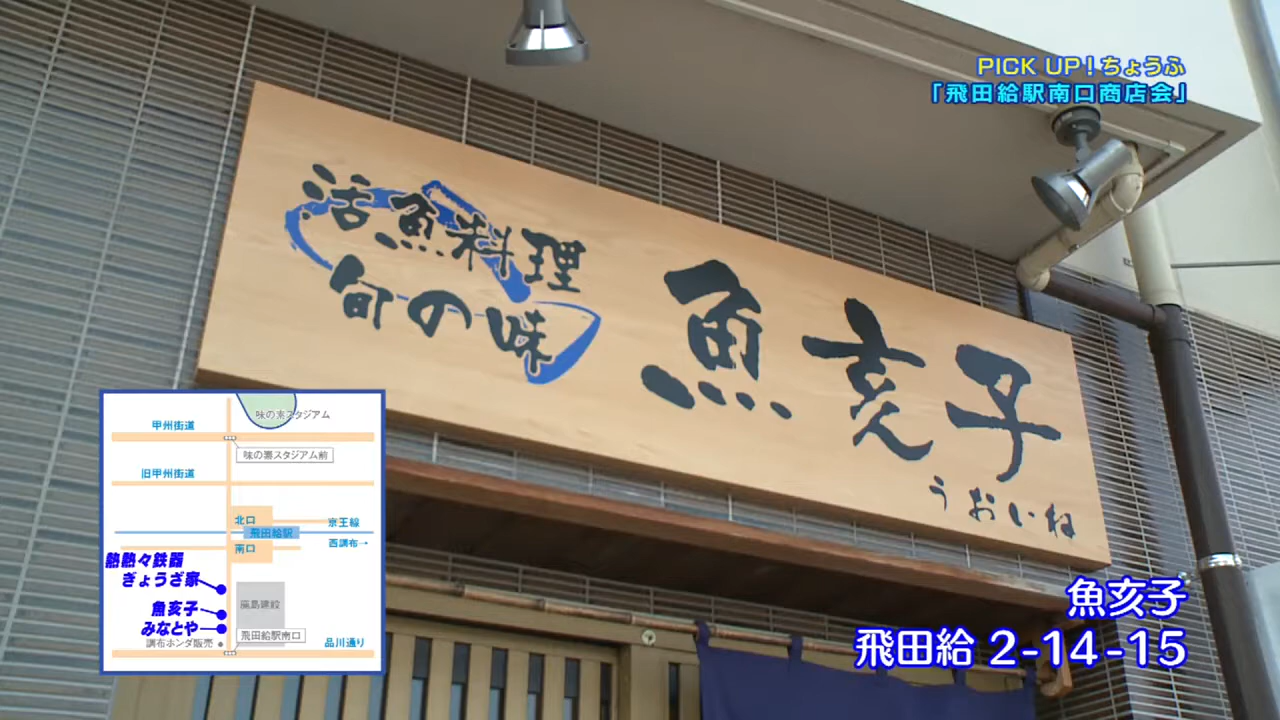 PICK UP！ちょうふ
「飛田給駅南口商店会」
活魚料理
旬の味
魚亥子
うおいね
味の素スタジアム
甲州街道
味の素スタジアム前
旧甲州街道
北口
京王線
飛田給駅
西調布→
南口
熱熱々鉄器
ぎょうざ家
鹿島建設
魚亥子
みなとや
飛田給駅南口
調布ホンダ販売
品川通り
魚亥子
飛田給 2-14-15